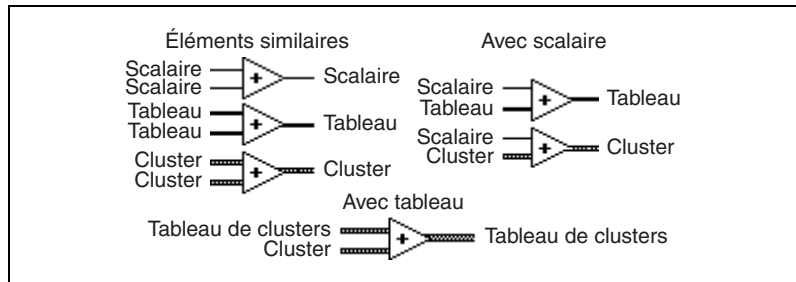 Éléments similaires
Scalaire
Scalaire
+
Scalaire
Tableau
Tableau
+
Tableau
Cluster
Cluster
+
Cluster
Avec scalaire
Scalaire
Tableau
+
Tableau
Scalaire
Cluster
+
Cluster
Avec tableau
Tableau de clusters
Cluster
+
Tableau de clusters